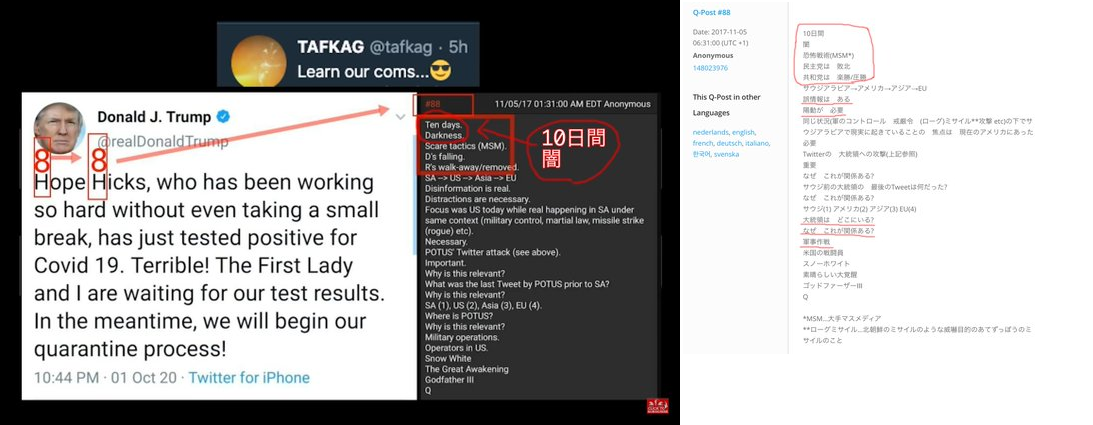 TAFKAG @tafkag · 5h
Learn our coms...😎
Donald J. Trump
@realDonaldTrump
8 8
Hope Hicks, who has been working
so hard without even taking a small
break, has just tested positive for
Covid 19. Terrible! The First Lady
and I are waiting for our test results.
In the meantime, we will begin our
quarantine process!
10:44 PM · 01 Oct 20 · Twitter for iPhone
#88 11/05/17 01:31:00 AM EDT Anonymous
Ten days.
Darkness.
Scare tactics (MSM).
D's falling.
R's walk-away/removed.
SA --> US --> Asia --> EU
Disinformation is real.
Distractions are necessary.
Focus was US today while real happening in SA under
same context (military control, martial law, missile strike
(rogue) etc).
Necessary.
POTUS' Twitter attack (see above).
Important.
Why is this relevant?
What was the last Tweet by POTUS prior to SA?
Why is this relevant?
SA (1), US (2), Asia (3), EU (4).
Where is POTUS?
Why is this relevant?
Military operations.
Operators in US.
Snow White
The Great Awakening
Godfather III
Q
10日間
闇
Q-Post #88
Date: 2017-11-05
06:31:00 (UTC +1)
Anonymous
148023976
This Q-Post in other
Languages
nederlands, english,
french, deutsch, italiano,
한국어, svenska
10日間
闇
恐怖戦術(MSM*)
民主党は 敗北
共和党は 楽勝/圧勝
サウジアラビア→アメリカ→アジア→EU
誤情報は ある
陽動が 必要
同じ状況(軍のコントロール 戒厳令 (ローグ)ミサイル**攻撃 etc)の下でサ
ウジアラビアで現実に起きていることの 焦点は 現在のアメリカにあった
必要
Twitterの 大統領への攻撃(上記参照)
重要
なぜ これが関係ある?
サウジ前の大統領の 最後のTweetは何だった?
なぜ これが関係ある?
サウジ(1) アメリカ(2) アジア(3) EU(4)
大統領は どこにいる?
なぜ これが関係ある?
軍事作戦
米国の戦闘員
スノーホワイト
素晴らしい大覚醒
ゴッドファーザーIII
Q
*MSM...大手マスメディア
**ローグミサイル...北朝鮮のミサイルのような威嚇目的のあてずっぽうのミ
サイルのこと